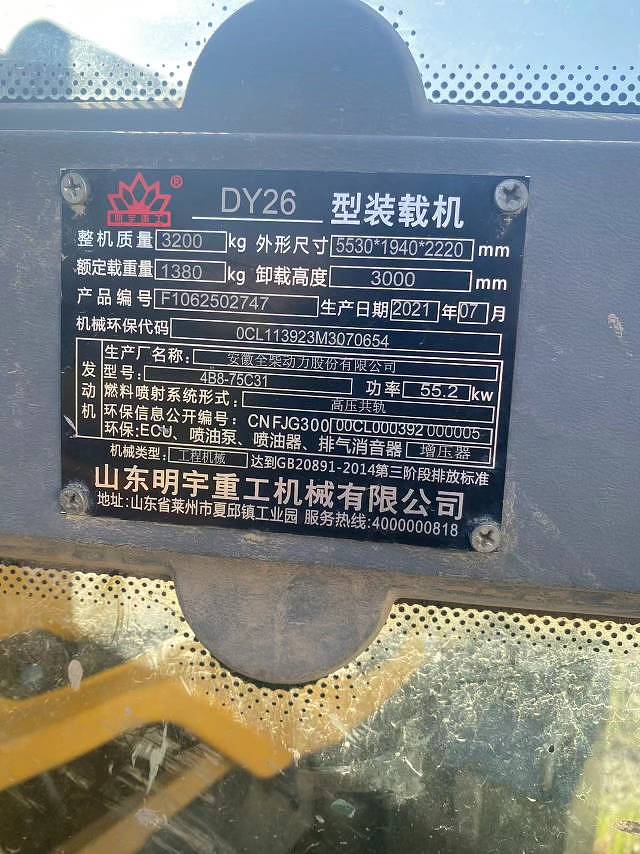 明宇重工® DY26 型装载机
整机质量 3200 kg 外形尺寸 5530*1940*2220 mm
额定载重量 1380 kg 卸载高度 3000 mm
产品编号 F1062502747 生产日期 2021 年 07 月
机械环保代码 0CL113923M3070654
发动机
生产厂名称: 安徽全柴动力股份有限公司
型号: 4B8-75C31 功率 55.2 kw
燃料喷射系统形式: 高压共轨
环保信息公开编号: CNFJG300 00CL000392 000005
环保:ECU、喷油泵、喷油器、排气消音器 增压器
机械类型: 工程机械 达到GB20891-2014第三阶段排放标准
山东明宇重工机械有限公司
地址:山东省莱州市夏邱镇工业园 服务热线:4000000818